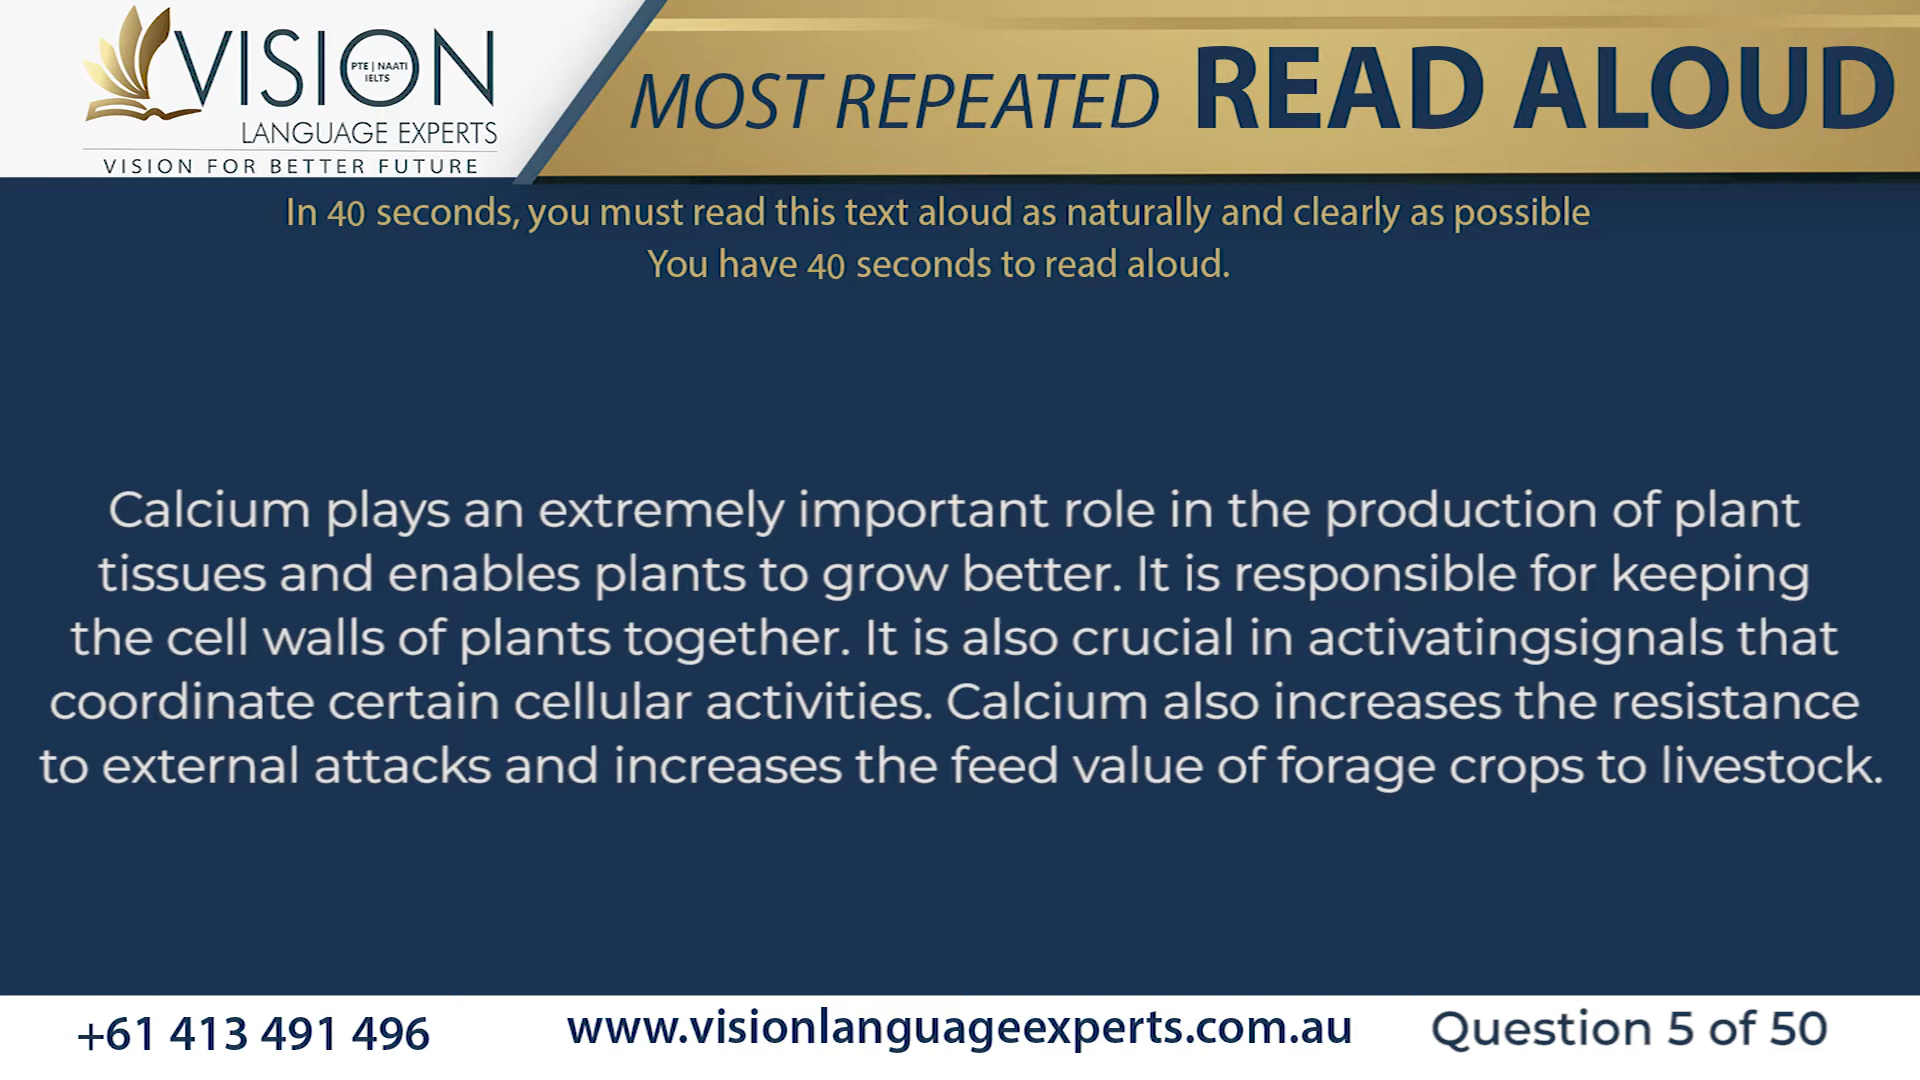 VISION
PTE | NAATI
IELTS
LANGUAGE EXPERTS
VISION FOR BETTER FUTURE
MOST REPEATED READ ALOUD
In 40 seconds, you must read this text aloud as naturally and clearly as possible
You have 40 seconds to read aloud.
Calcium plays an extremely important role in the production of plant
tissues and enables plants to grow better. It is responsible for keeping
the cell walls of plants together. It is also crucial in activatingsignals that
coordinate certain cellular activities. Calcium also increases the resistance
to external attacks and increases the feed value of forage crops to livestock.
+61 413 491 496
www.visionlanguageexperts.com.au
Question 5 of 50